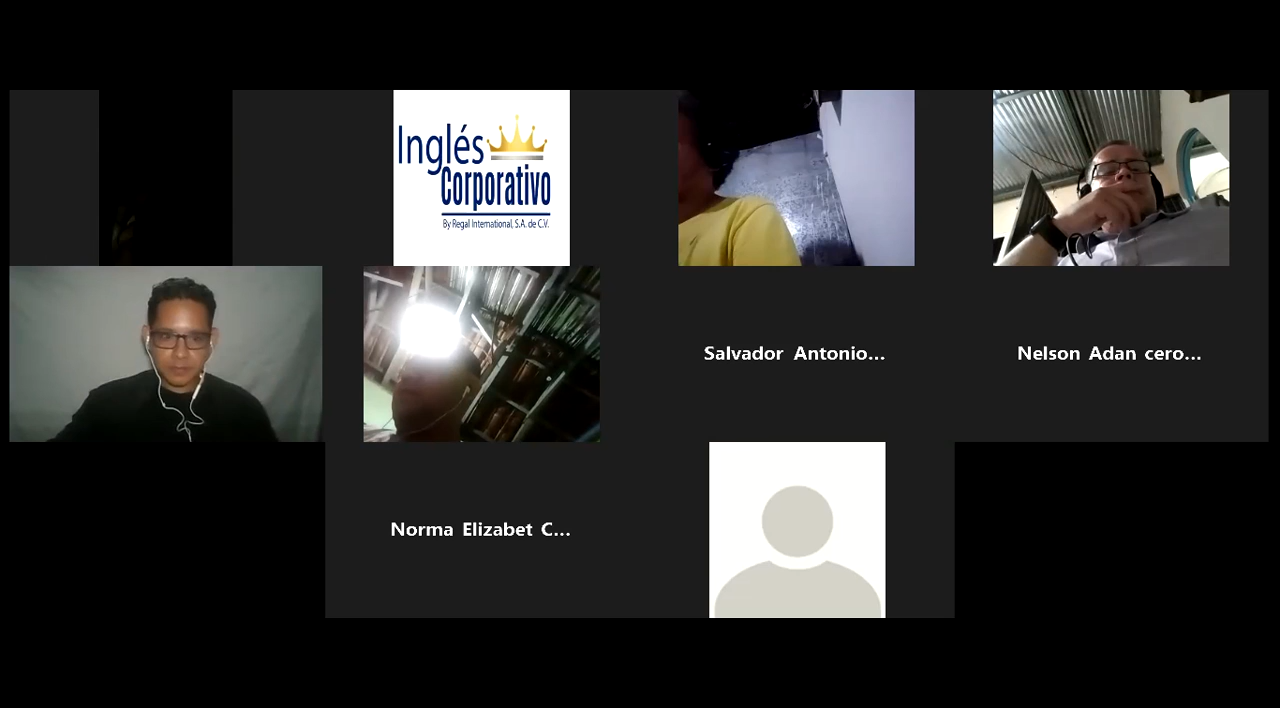 Inglés
Corporativo
By Regal International, S.A. de C.V.
Salvador Antonio...
Nelson Adan cero...
Norma Elizabet C...